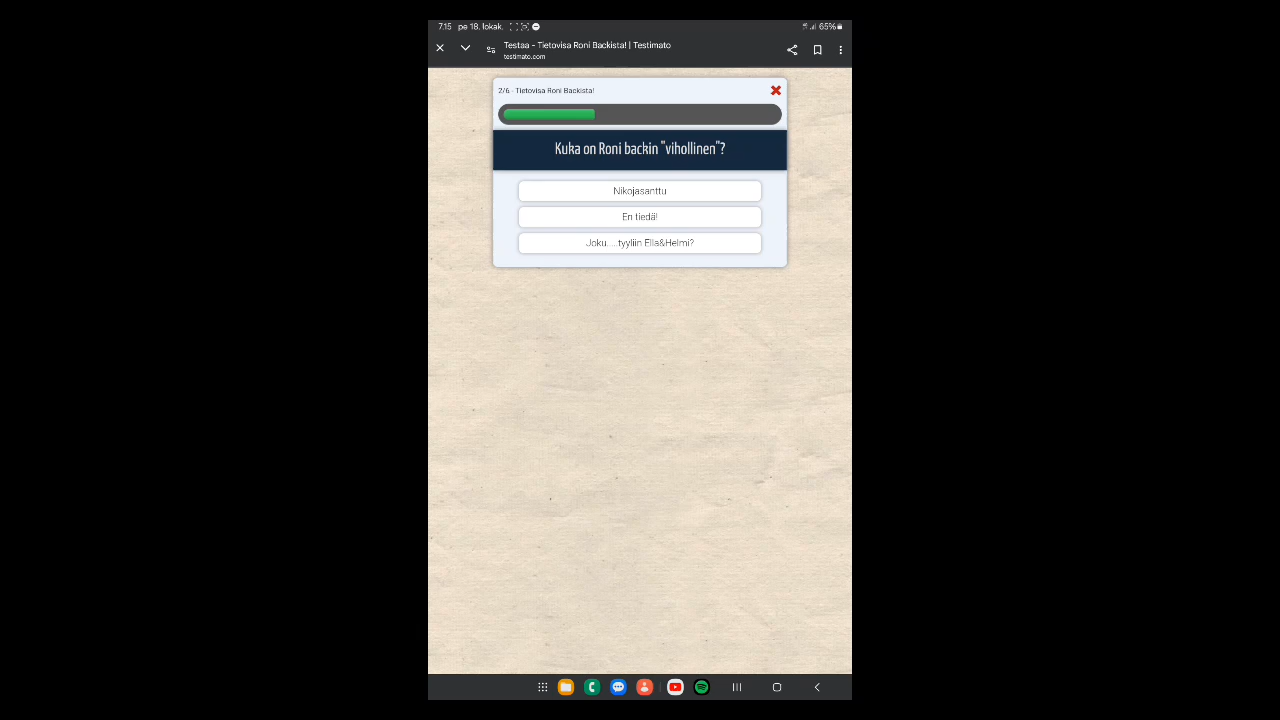 7.15 pe 18. lokak. 65%
Testaa - Tietovisa Roni Backista! | Testimato
testimato.com
2/6 - Tietovisa Roni Backista!
Kuka on Roni backin "vihollinen"?
Nikojasanttu
En tiedä!
Joku.....tyyliin Ella&Helmi?